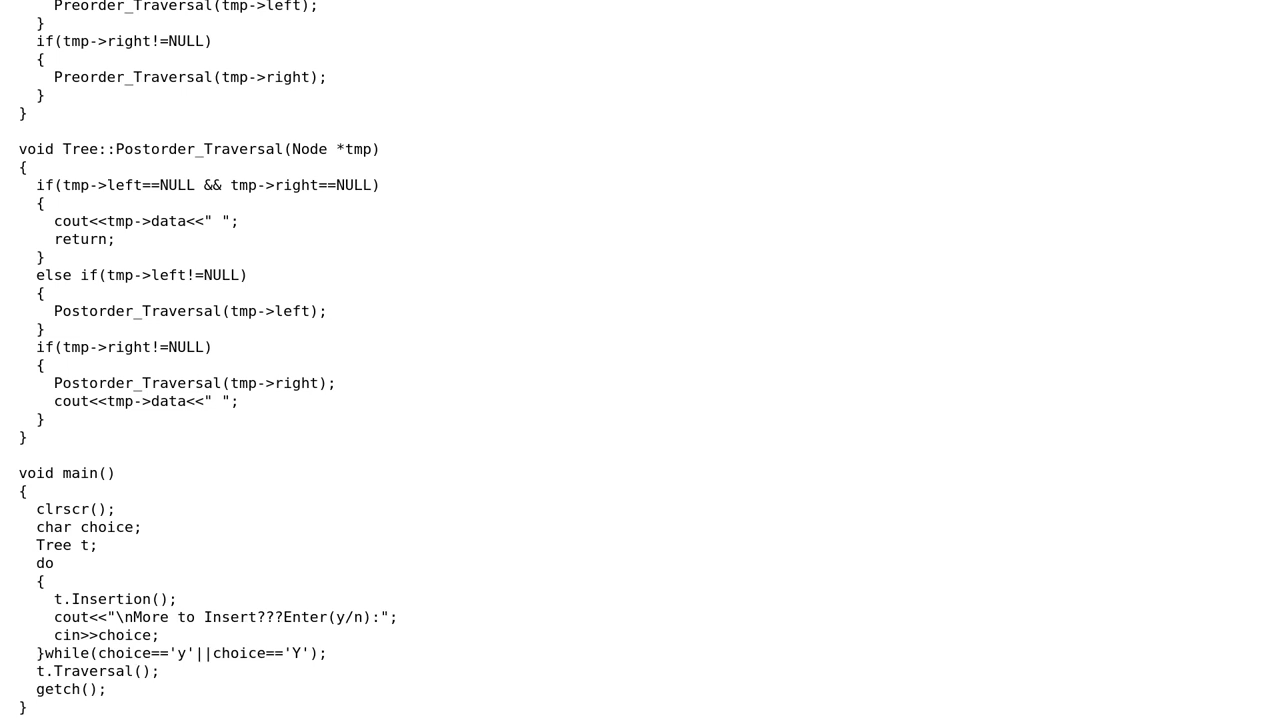 Preorder_Traversal(tmp->left);
  }
  if(tmp->right!=NULL)
  {
    Preorder_Traversal(tmp->right);
  }
}

void Tree::Postorder_Traversal(Node *tmp)
{
  if(tmp->left==NULL && tmp->right==NULL)
  {
    cout<<tmp->data<<" ";
    return;
  }
  else if(tmp->left!=NULL)
  {
    Postorder_Traversal(tmp->left);
  }
  if(tmp->right!=NULL)
  {
    Postorder_Traversal(tmp->right);
    cout<<tmp->data<<" ";
  }
}

void main()
{
  clrscr();
  char choice;
  Tree t;
  do
  {
    t.Insertion();
    cout<<"\nMore to Insert???Enter(y/n):";
    cin>>choice;
  }while(choice=='y'||choice=='Y');
  t.Traversal();
  getch();
}